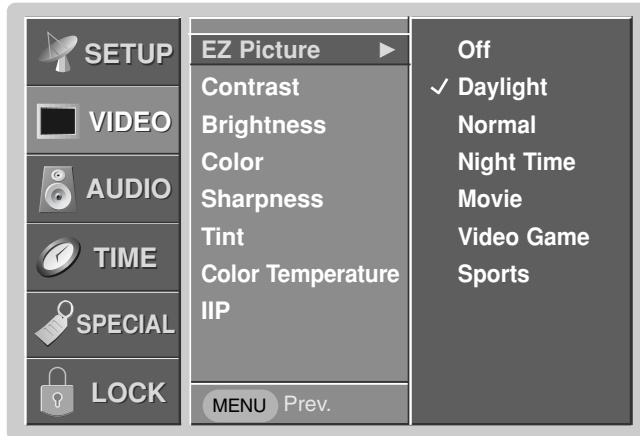 SETUP
VIDEO
AUDIO
TIME
SPECIAL
LOCK
EZ Picture ►
Contrast
Brightness
Color
Sharpness
Tint
Color Temperature
IIP
MENU Prev.
Off
✓ Daylight
Normal
Night Time
Movie
Video Game
Sports